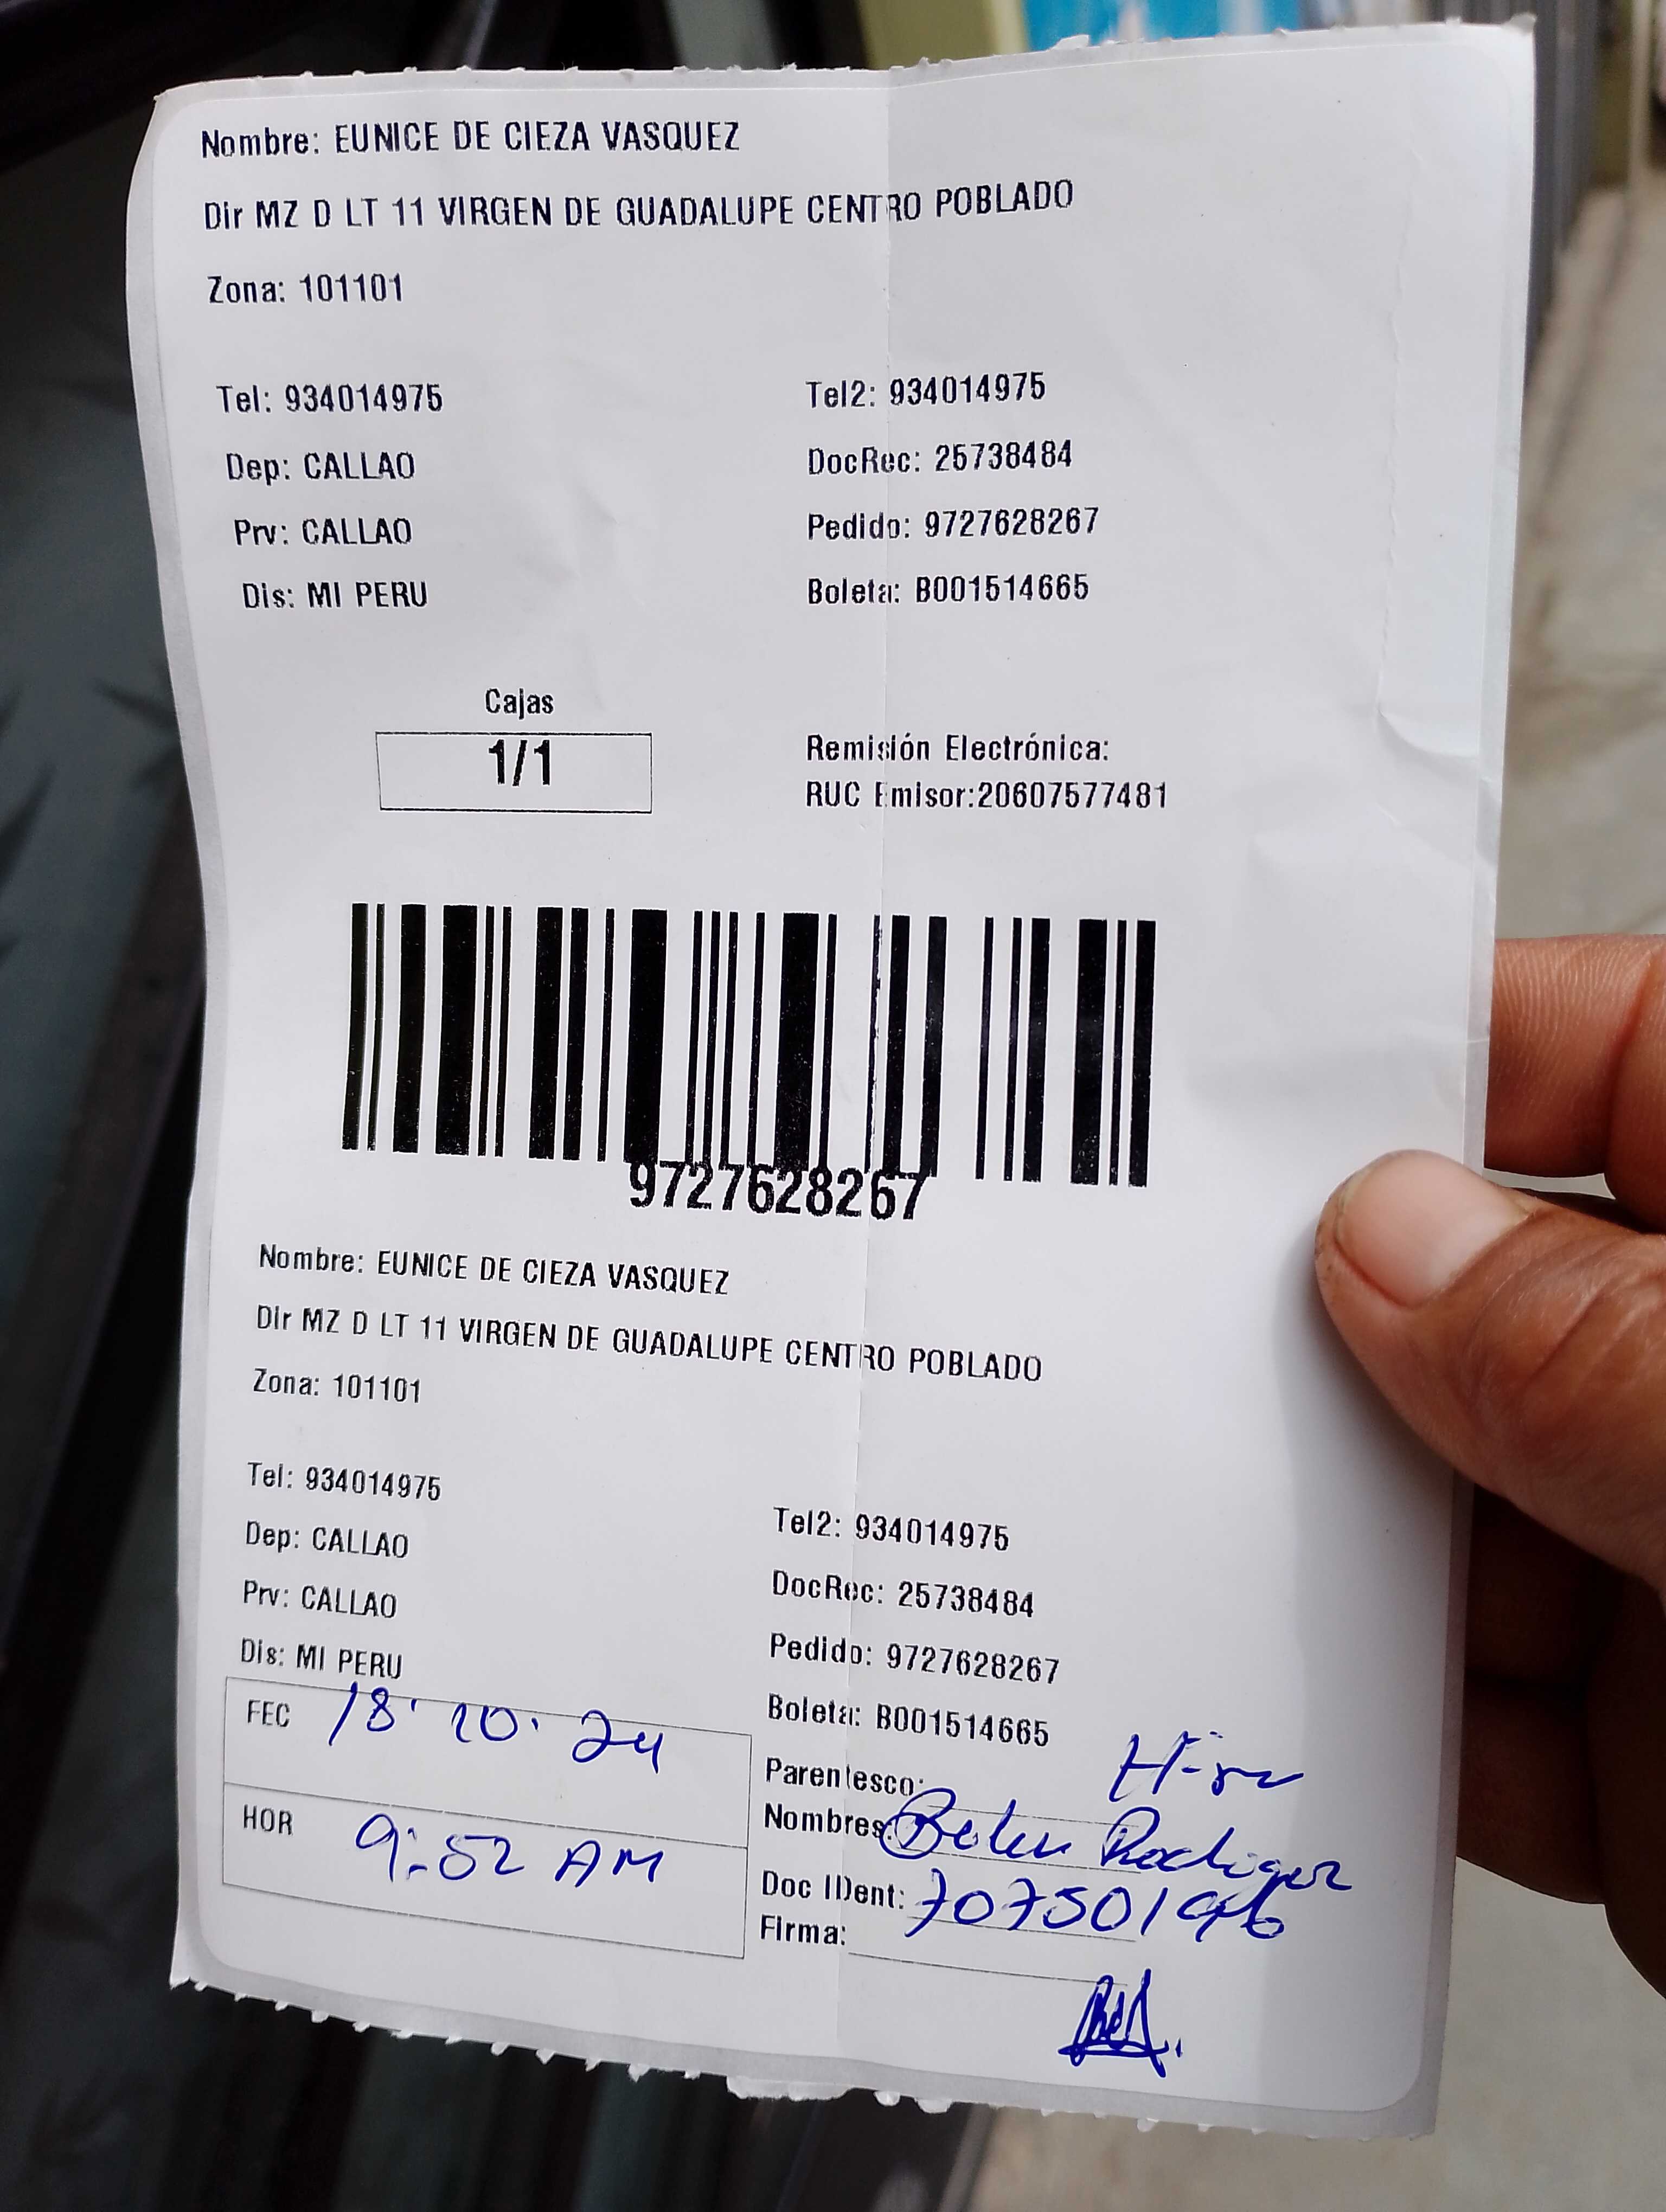 Nombre: EUNICE DE CIEZA VASQUEZ
Dir MZ D LT 11 VIRGEN DE GUADALUPE CENTRO POBLADO
Zona: 101101
Tel: 934014975 Tel2: 934014975
Dep: CALLAO DocRec: 25738484
Prv: CALLAO Pedido: 9727628267
Dis: MI PERU Boleta: B001514665
Cajas
1/1
Remisión Electrónica:
RUC Emisor:20607577481
9727628267
Nombre: EUNICE DE CIEZA VASQUEZ
Dir MZ D LT 11 VIRGEN DE GUADALUPE CENTRO POBLADO
Zona: 101101
Tel: 934014975 Tel2: 934014975
Dep: CALLAO DocRec: 25738484
Prv: CALLAO Pedido: 9727628267
Dis: MI PERU Boleta: B001514665
FEC 18.10.24
HOR 9:52 AM
Parentesco:
Nombres: Belen Rodriguez
Doc IDent: 70750196
Firma: